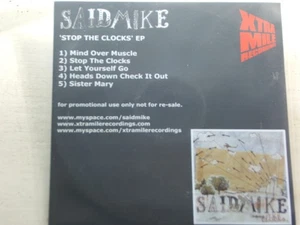 SAIDMIKE
'STOP THE CLOCKS' EP
XTRA
MILE
RECORDINGS
1) Mind Over Muscle
2) Stop The Clocks
3) Let Yourself Go
4) Heads Down Check It Out
5) Sister Mary
for promotional use only not for re-sale.
www.myspace.com/saidmike
www.xtramilerecordings.com
www.myspace.com/xtramilerecordings
SAIDMIKE